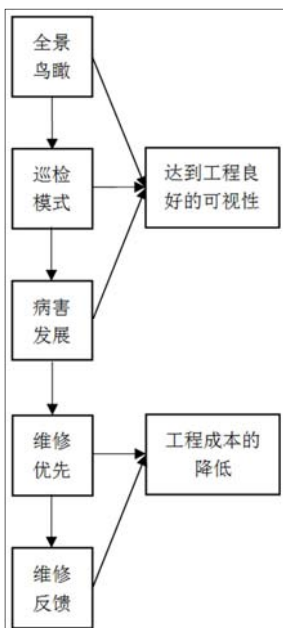 全景
鸟瞰
巡检
模式
达到工程良
好的可视性
病害
发展
维修
优先
工程成本的
降低
维修
反馈